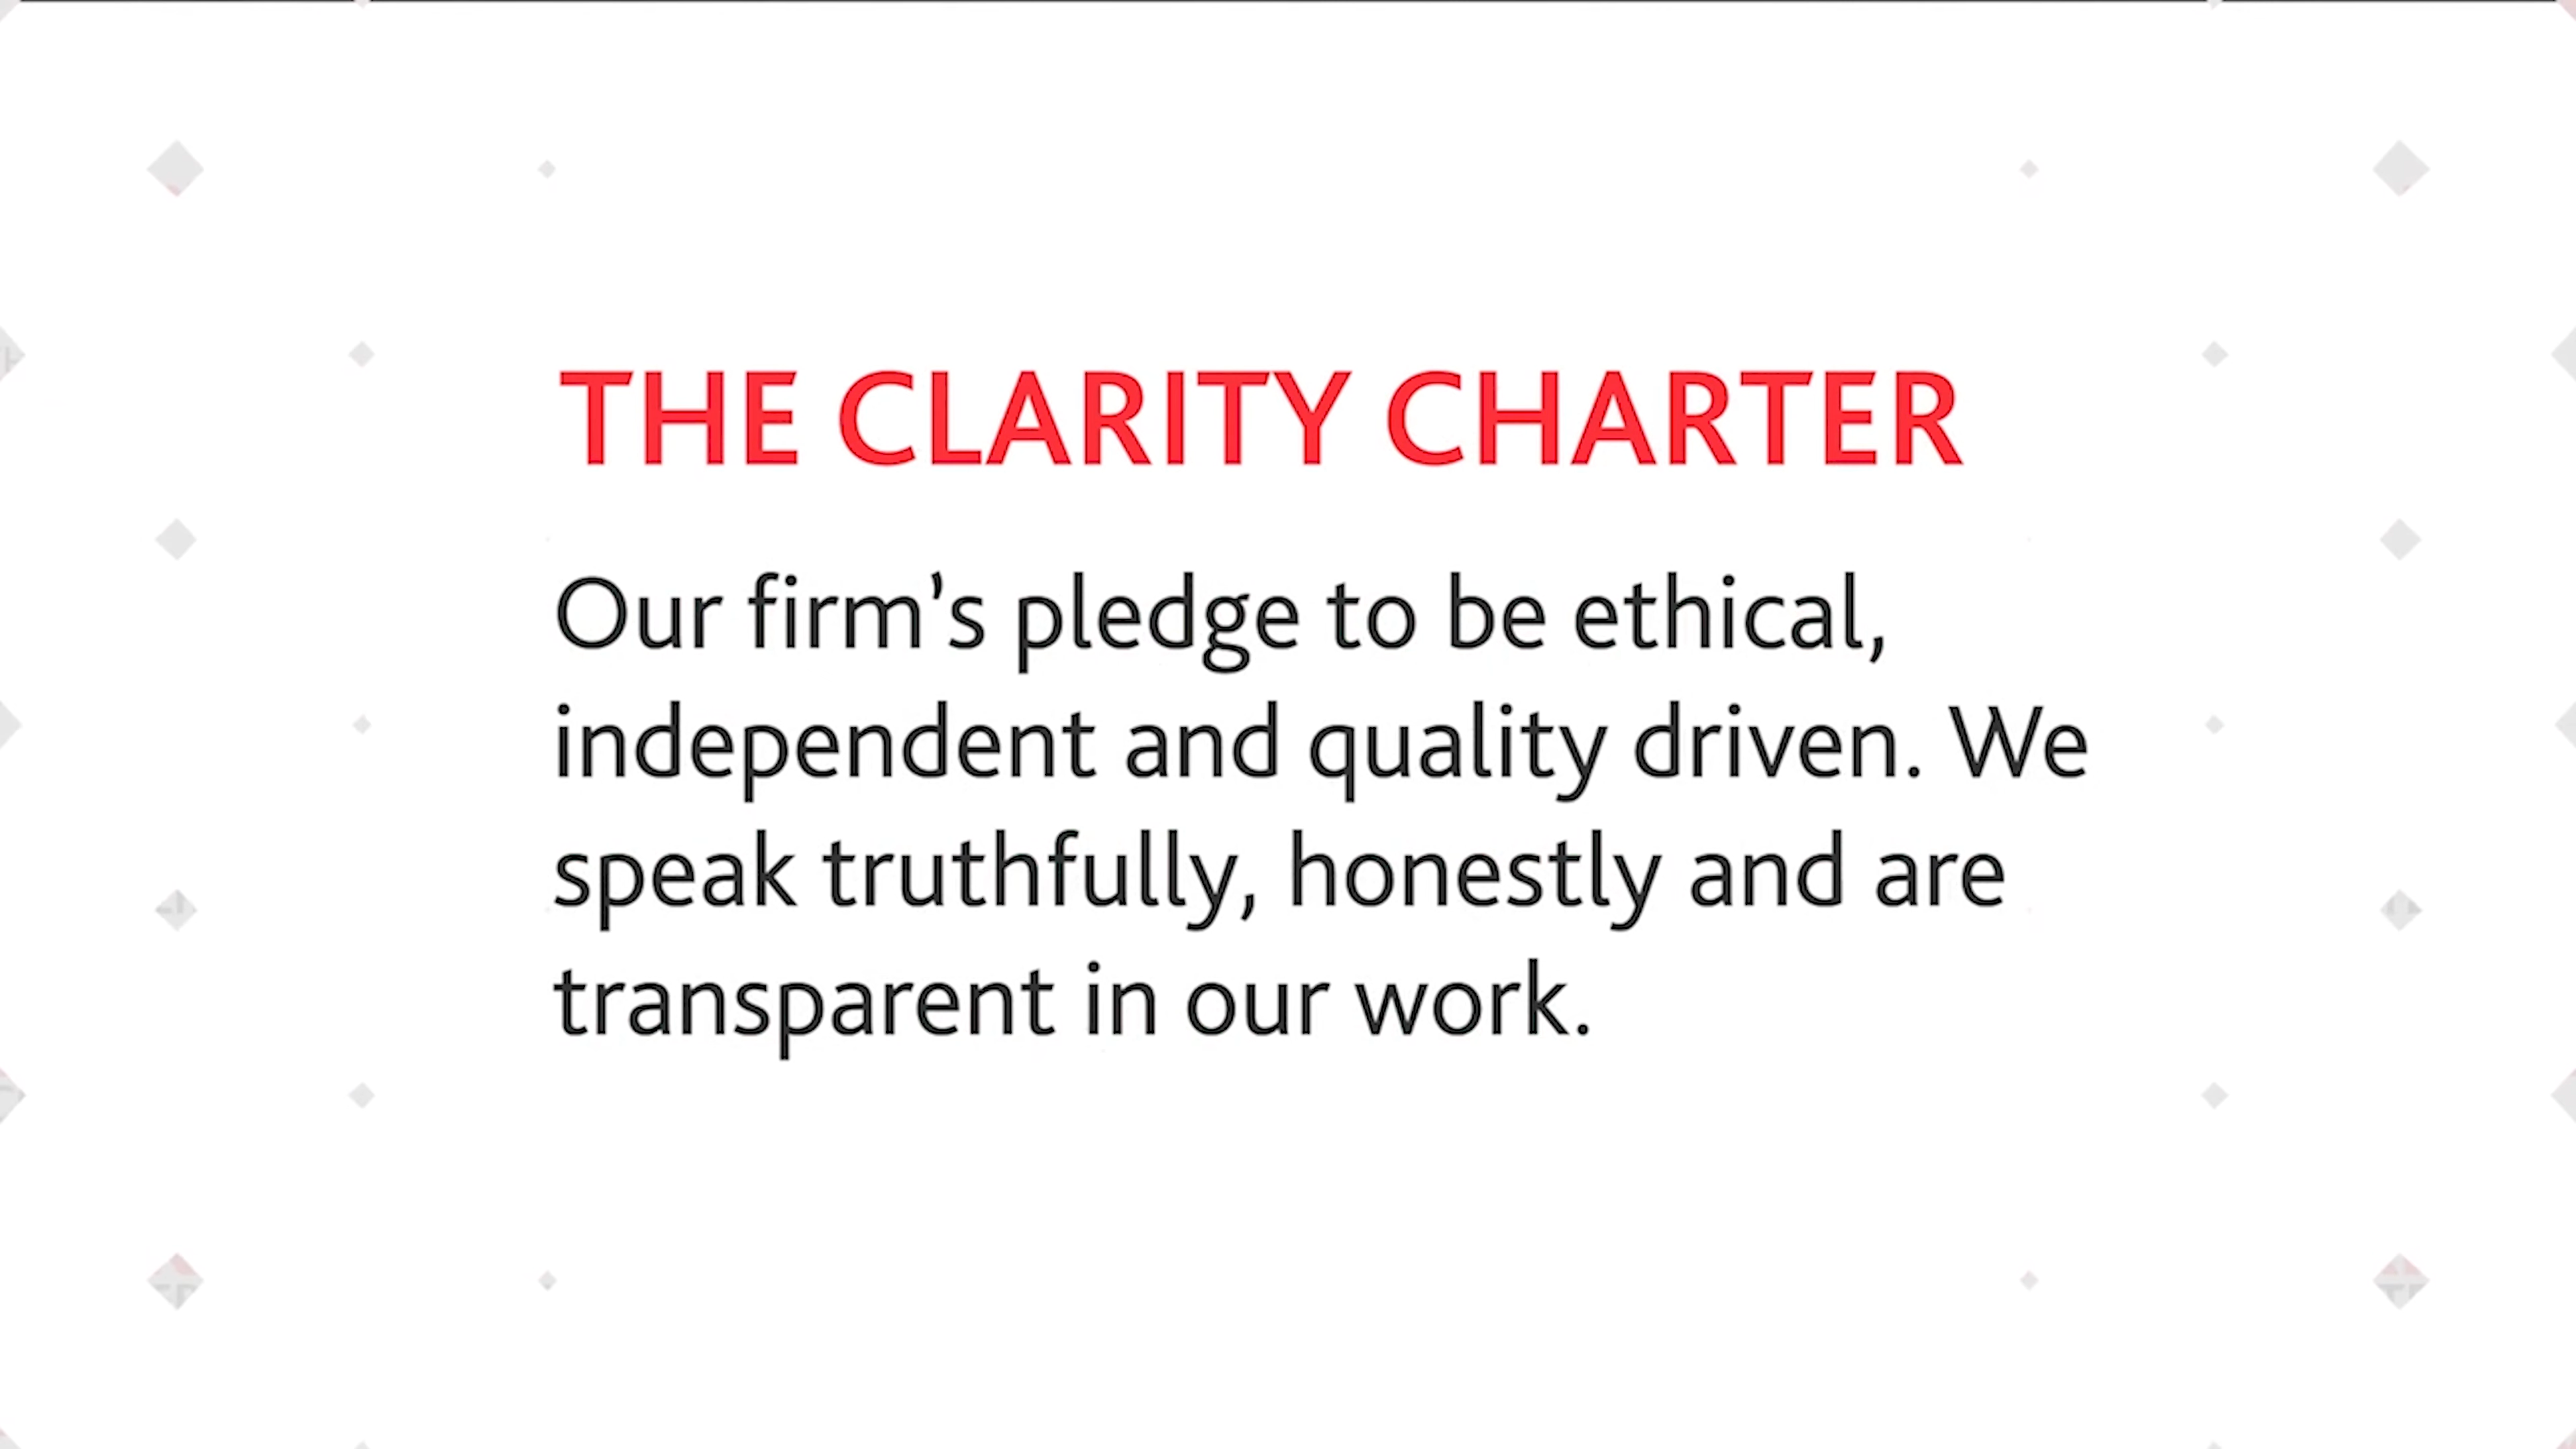 THE CLARITY CHARTER
Our firm’s pledge to be ethical,
independent and quality driven. We
speak truthfully, honestly and are
transparent in our work.